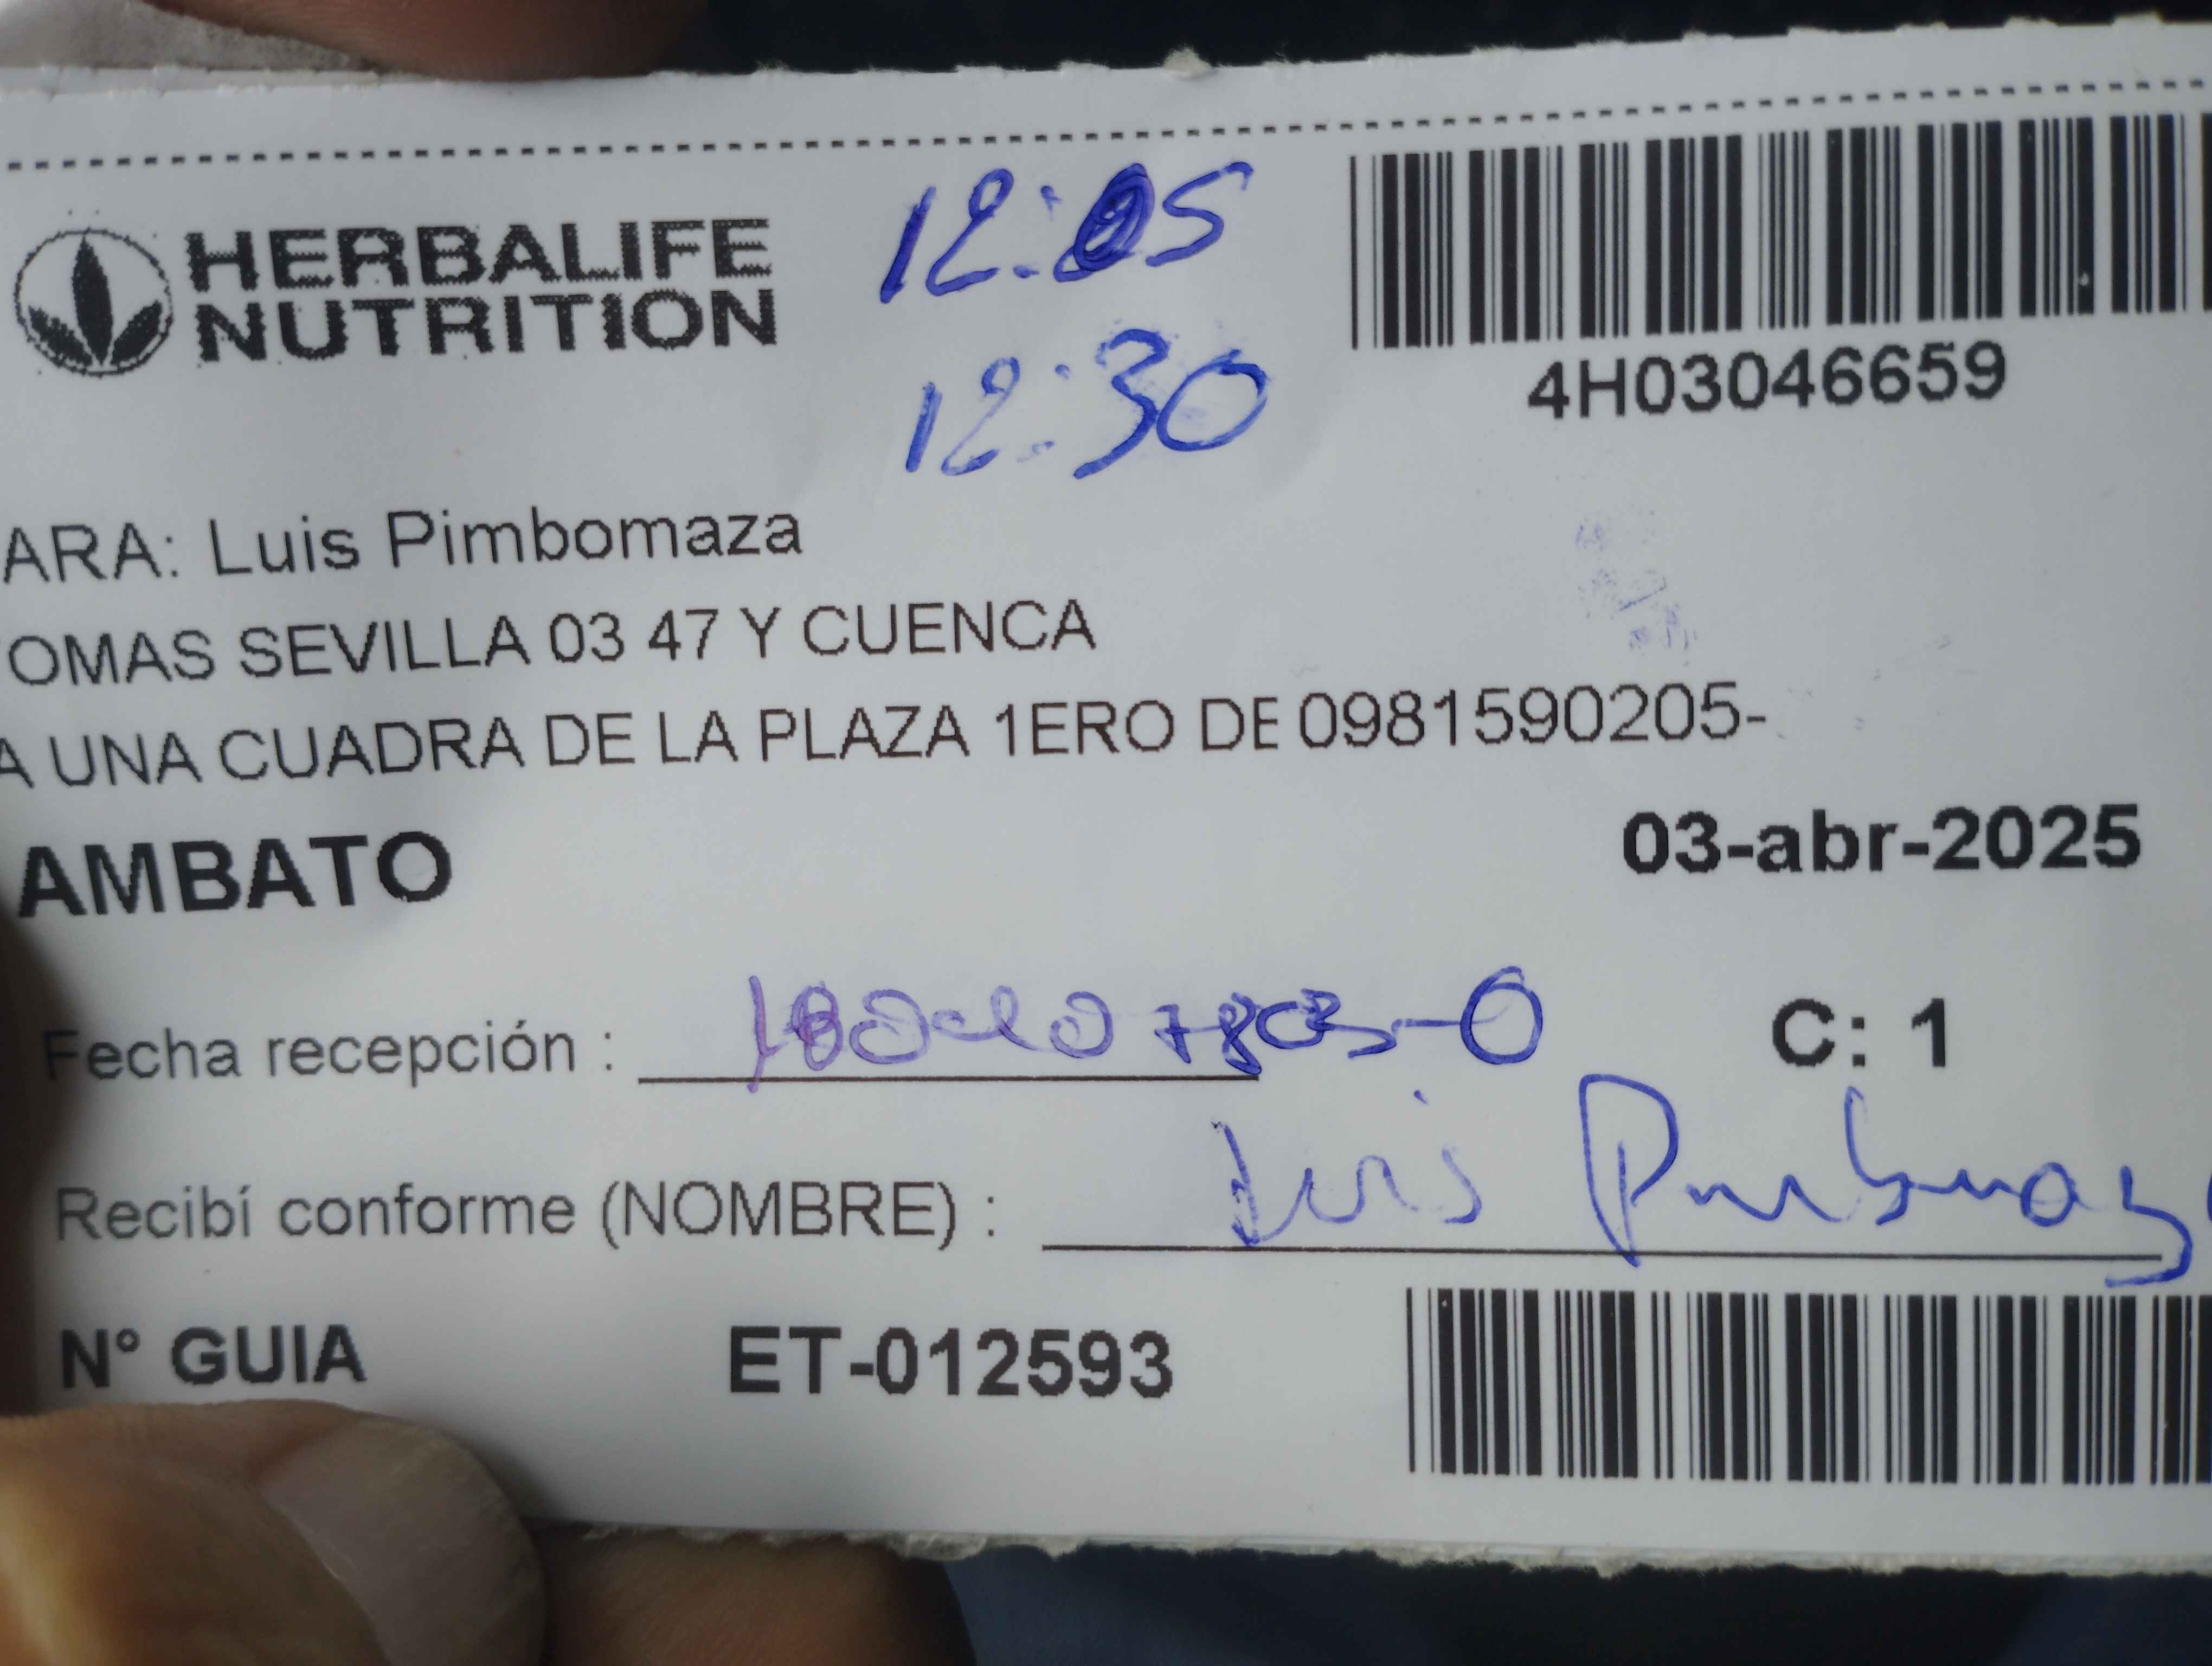 HERBALIFE
NUTRITION
12:05
12:30
4H03046659
ARA: Luis Pimbomaza
OMAS SEVILLA 03 47 Y CUENCA
A UNA CUADRA DE LA PLAZA 1ERO DE 0981590205-
AMBATO
03-abr-2025
Fecha recepción :
C: 1
Recibí conforme (NOMBRE) : Luis
N° GUIA ET-012593